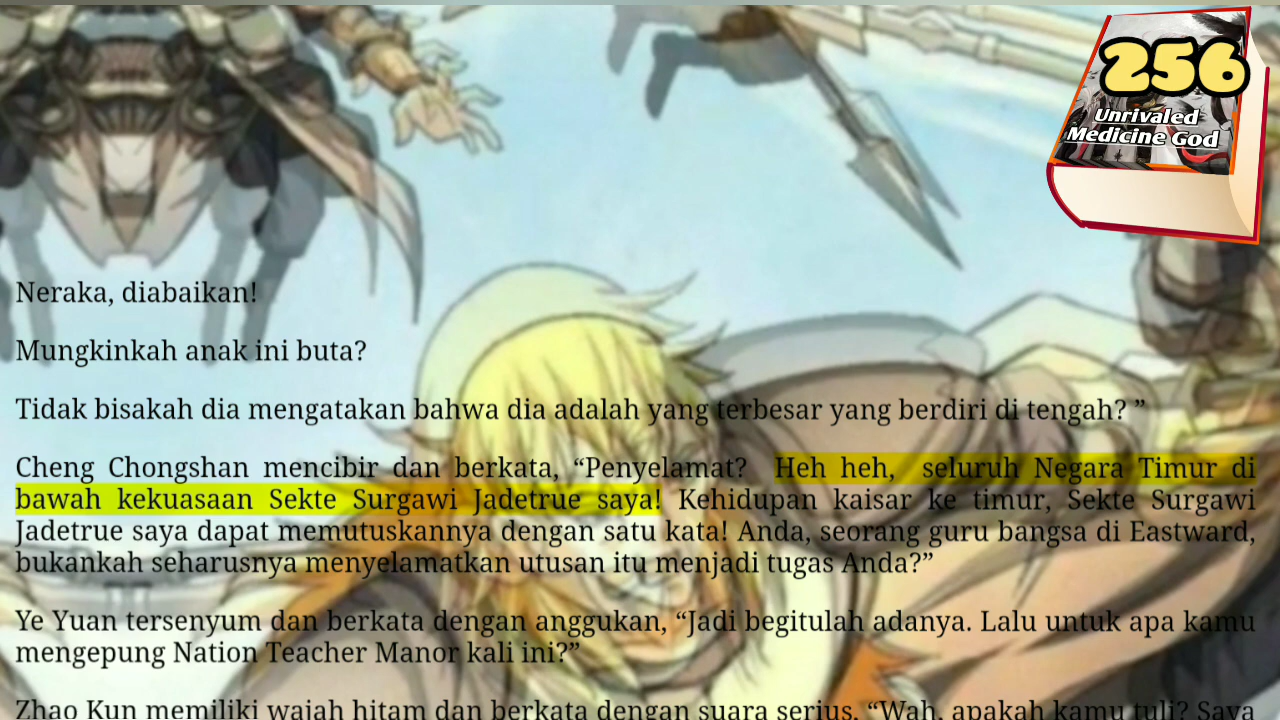 256
Unrivaled
Medicine God
Neraka, diabaikan!
Mungkinkah anak ini buta?
Tidak bisakah dia mengatakan bahwa dia adalah yang terbesar yang berdiri di tengah? ”
Cheng Chongshan mencibir dan berkata, “Penyelamat? Heh heh, seluruh Negara Timur di
bawah kekuasaan Sekte Surgawi Jadetrue saya! Kehidupan kaisar ke timur, Sekte Surgawi
Jadetrue saya dapat memutuskannya dengan satu kata! Anda, seorang guru bangsa di Eastward,
bukankah seharusnya menyelamatkan utusan itu menjadi tugas Anda?”
Ye Yuan tersenyum dan berkata dengan anggukan, “Jadi begitulah adanya. Lalu untuk apa kamu
mengepung Nation Teacher Manor kali ini?”
Zhao Kun memiliki wajah hitam dan berkata dengan suara serius, “Wah, apakah kamu tuli? Saya